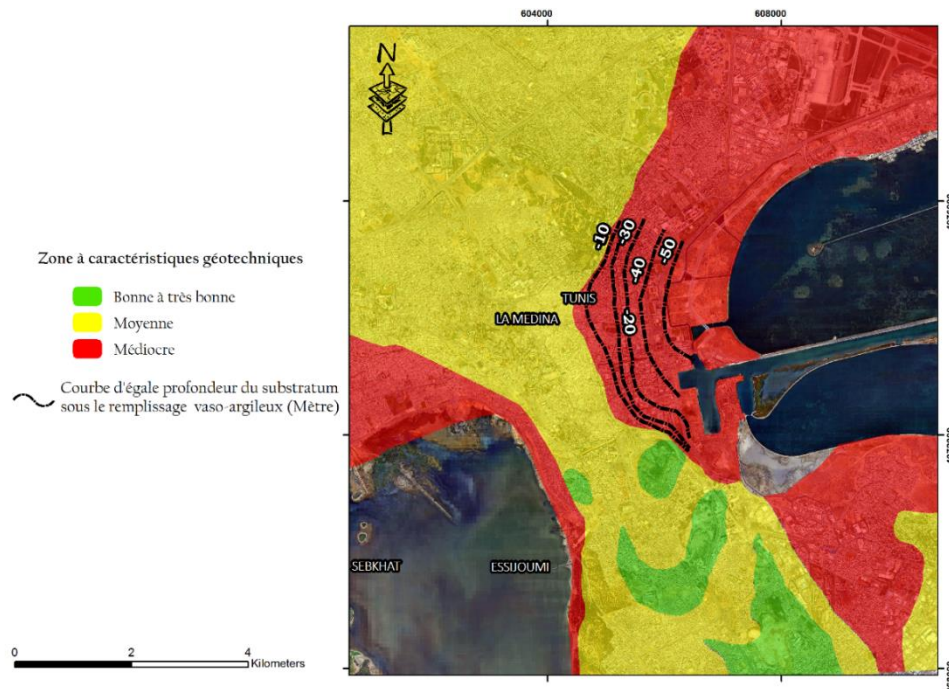 604000
608000
N
-10
-30
-40
-50
-20
TUNIS
LA MEDINA
Zone à caractéristiques géotechniques
Bonne à très bonne
Moyenne
Médiocre
Courbe d'égale profondeur du substratum
sous le remplissage vaso-argileux (Mètre)
SEBKHAT
ESSIJOUMI
0
2
4
Kilometers